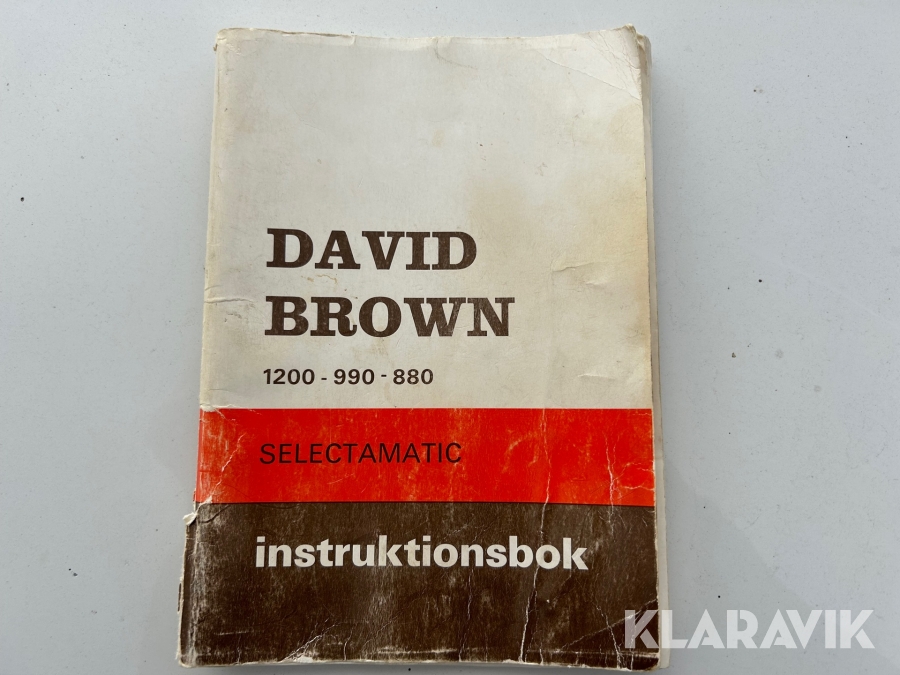 DAVID
BROWN
1200 - 990 - 880
SELECTAMATIC
instruktionsbok
KLARAVIK